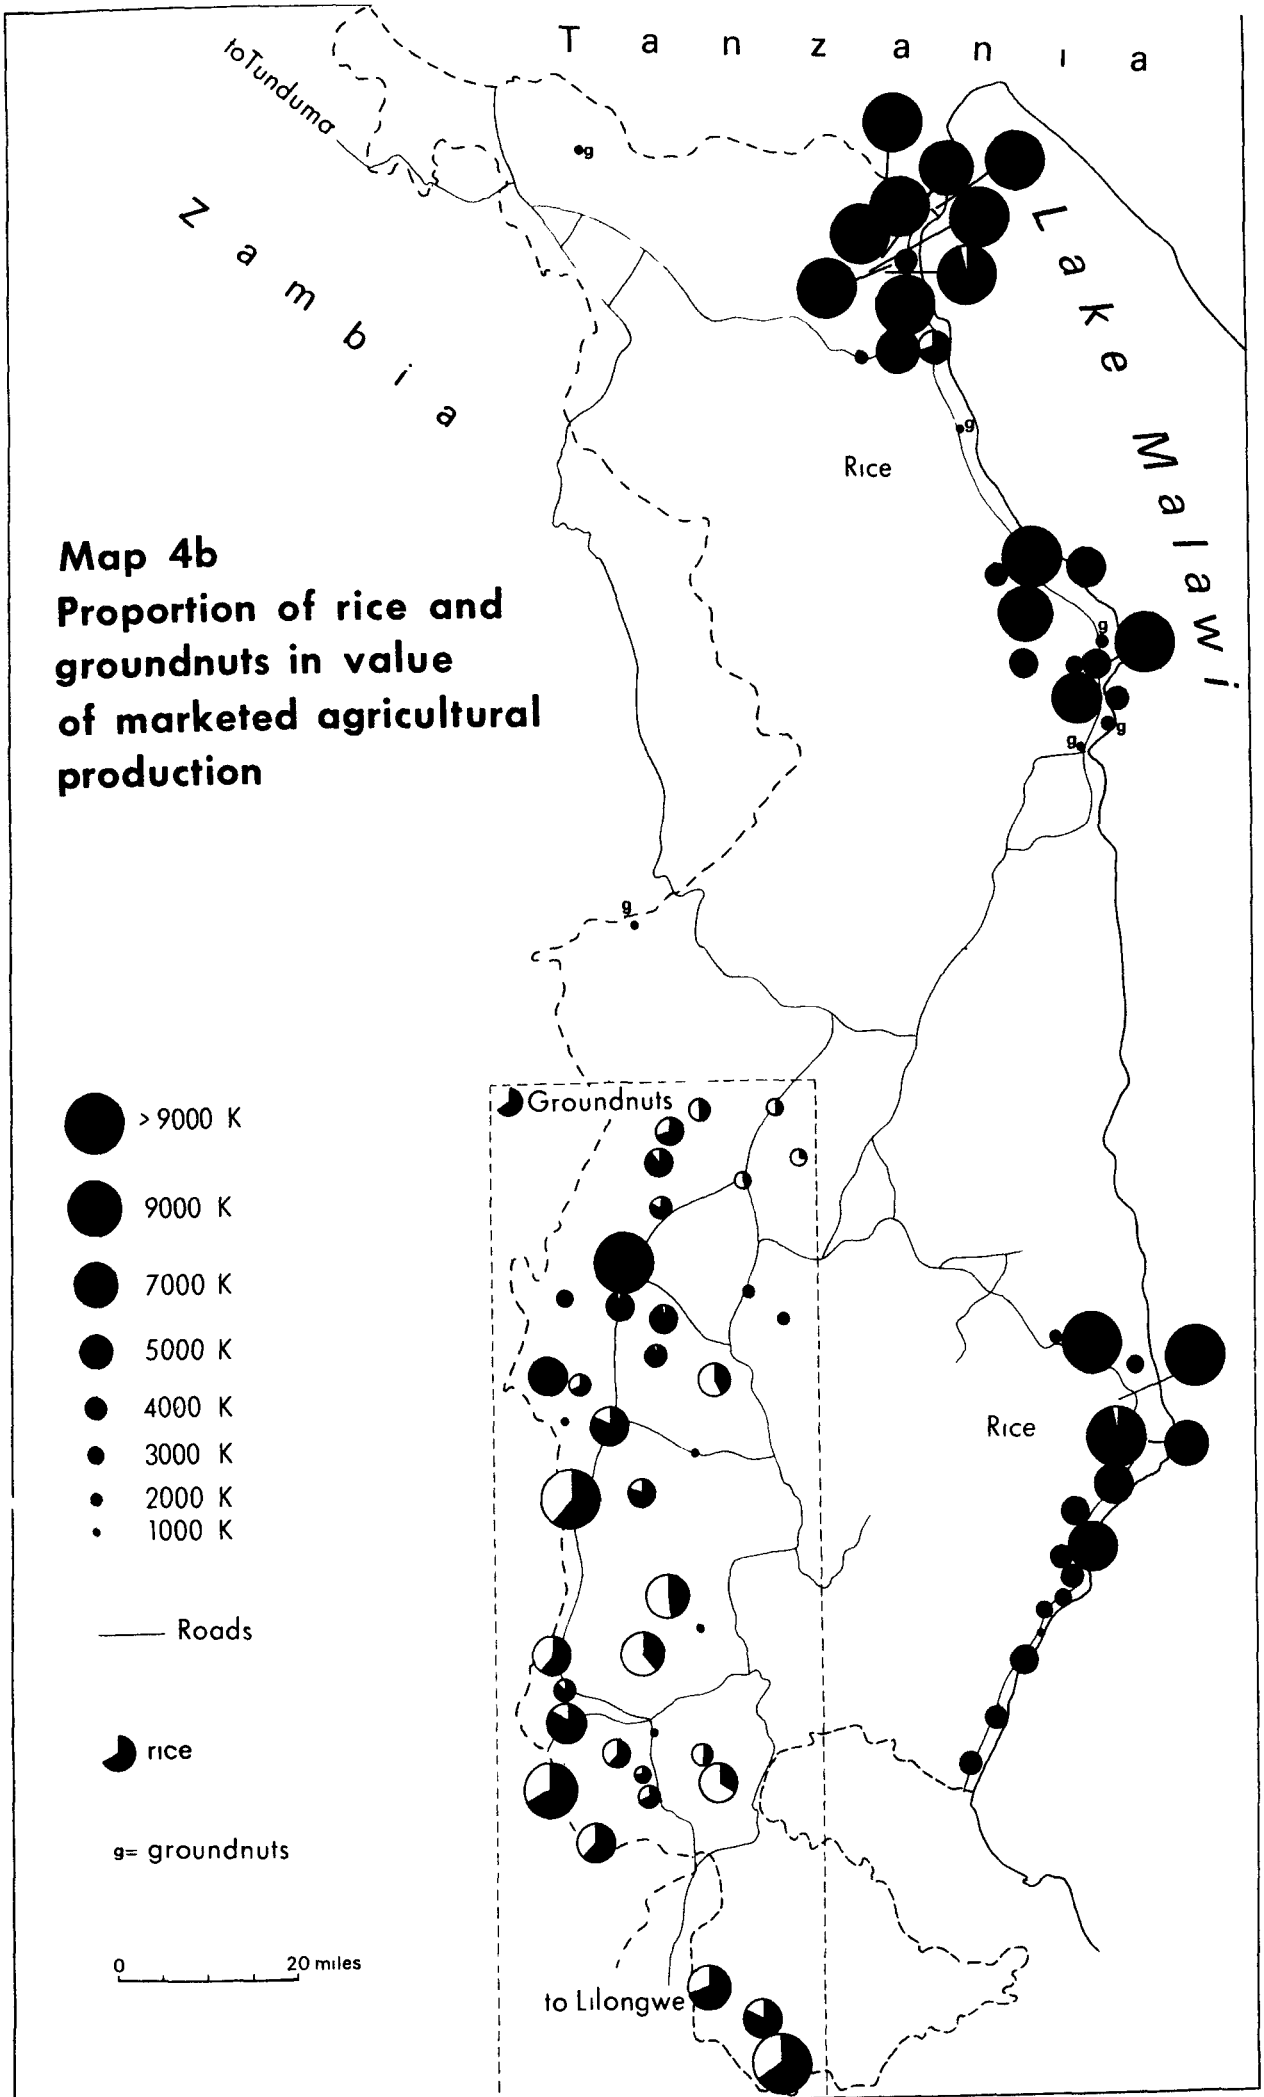 T a n z a n i a
to Tunduma
Z a m b i a
L a k e M a l a w i
g
g
Rice
Map 4b
Proportion of rice and
groundnuts in value
of marketed agricultural
production
g
g
g
g
Groundnuts
> 9000 K
9000 K
7000 K
5000 K
4000 K
3000 K
2000 K
1000 K
Rice
Roads
rice
g= groundnuts
0 20 miles
to Lilongwe